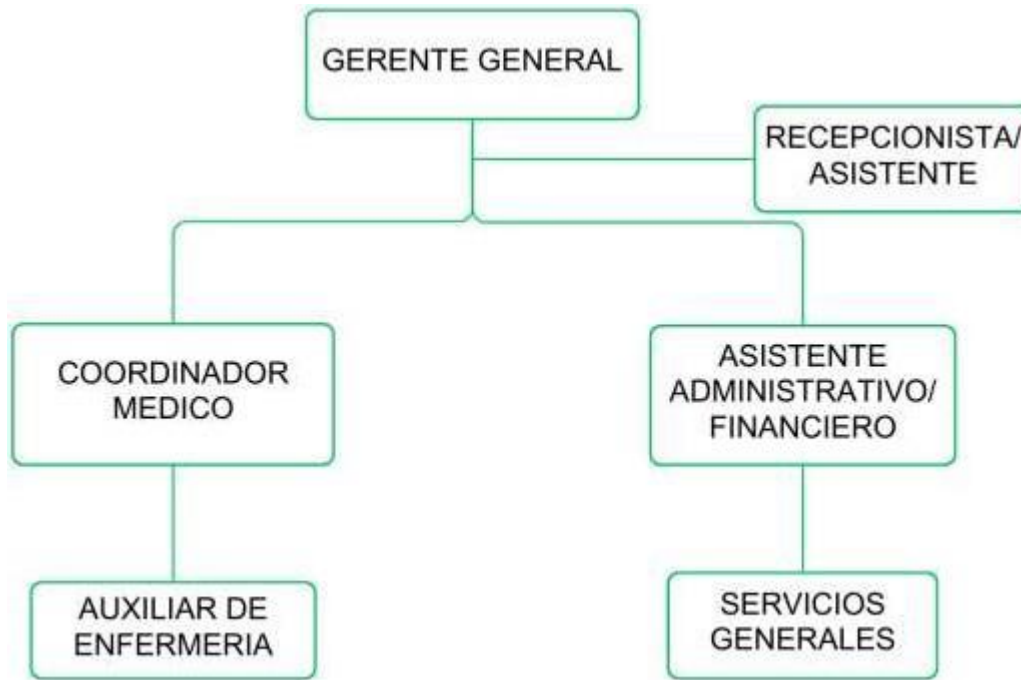 GERENTE GENERAL
RECEPCIONISTA/
ASISTENTE
COORDINADOR
MEDICO
ASISTENTE
ADMINISTRATIVO/
FINANCIERO
AUXILIAR DE
ENFERMERIA
SERVICIOS
GENERALES